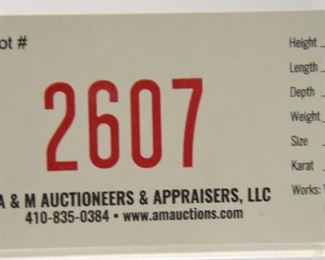 ot #
2607
A & M AUCTIONEERS & APPRAISERS, LLC
410-835-0384 • www.amauctions.com
Height
Length
Depth
Weight
Size
Karat
Works: